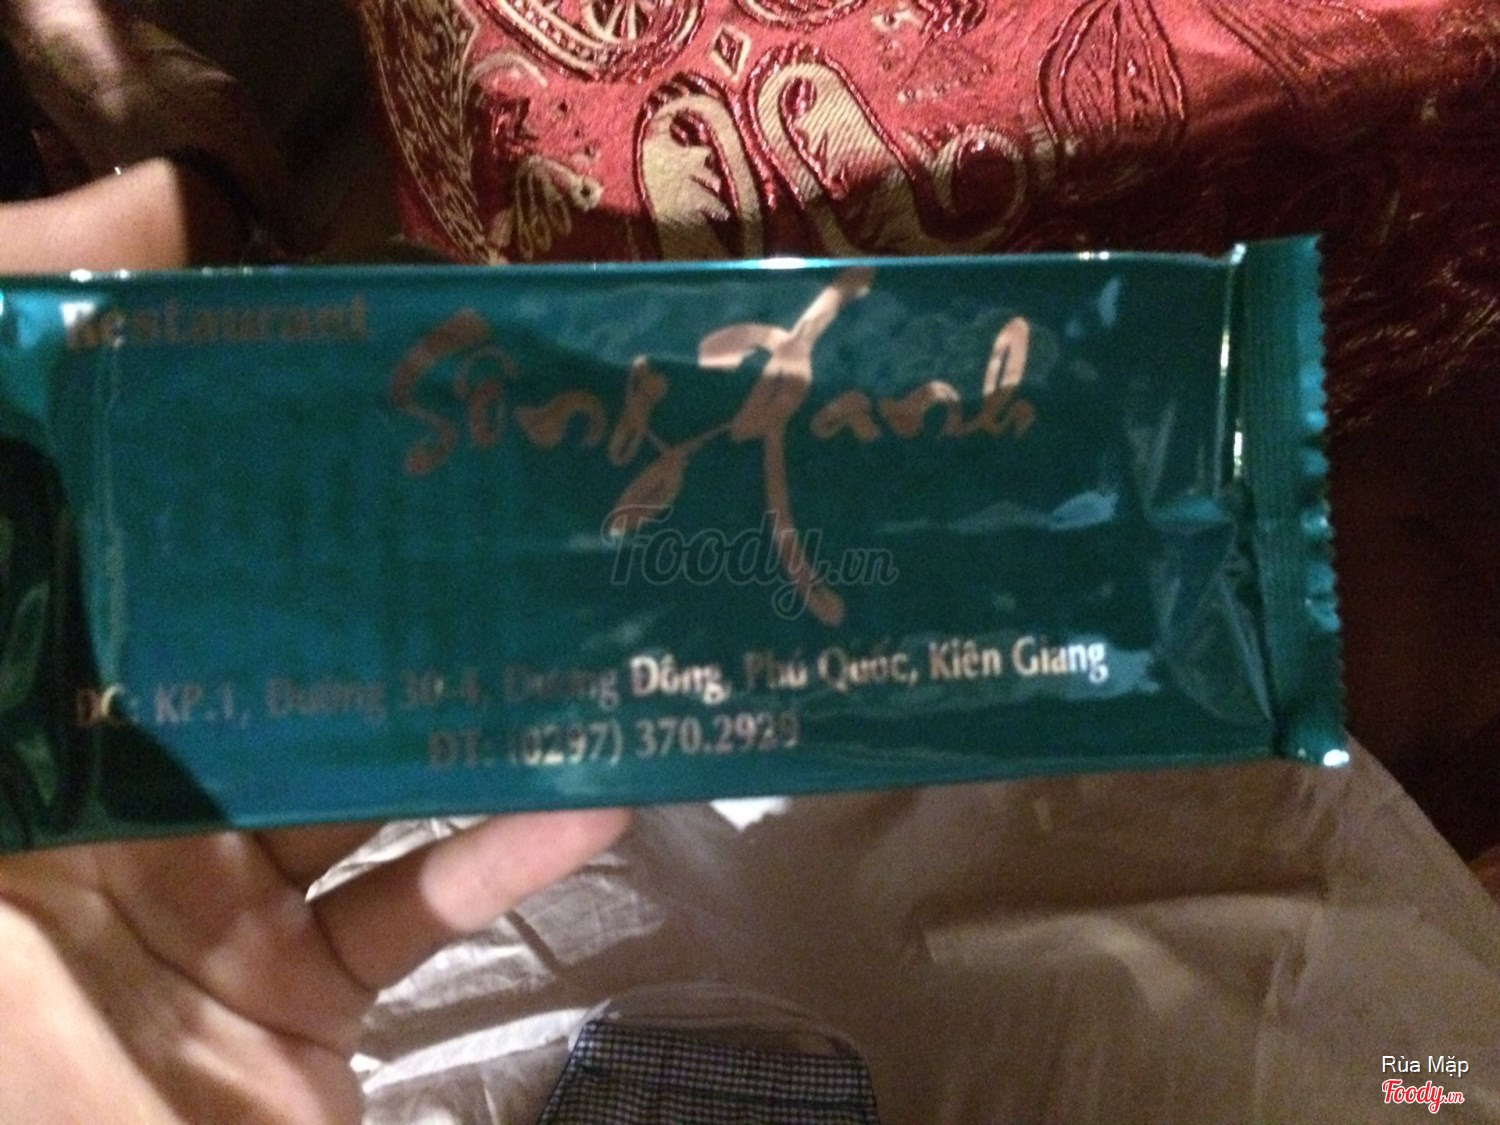 Restaurant
Sông Xanh
ĐC: KP.1, Đường 30-4, Dương Đông, Phú Quốc, Kiên Giang
ĐT: (0297) 370.2929
Foody.vn
Rùa Mặp
Foody.vn